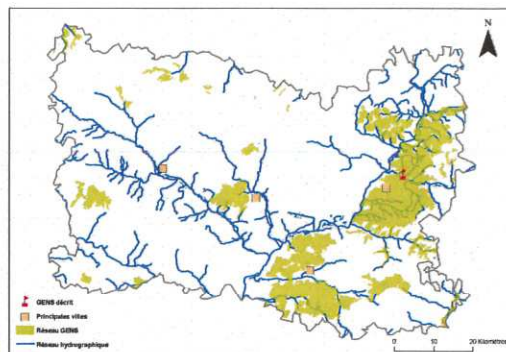 N
GENS décrit
Principales villes
Réseau GENS
Réseau hydrographique
0 10 20 Kilomètres